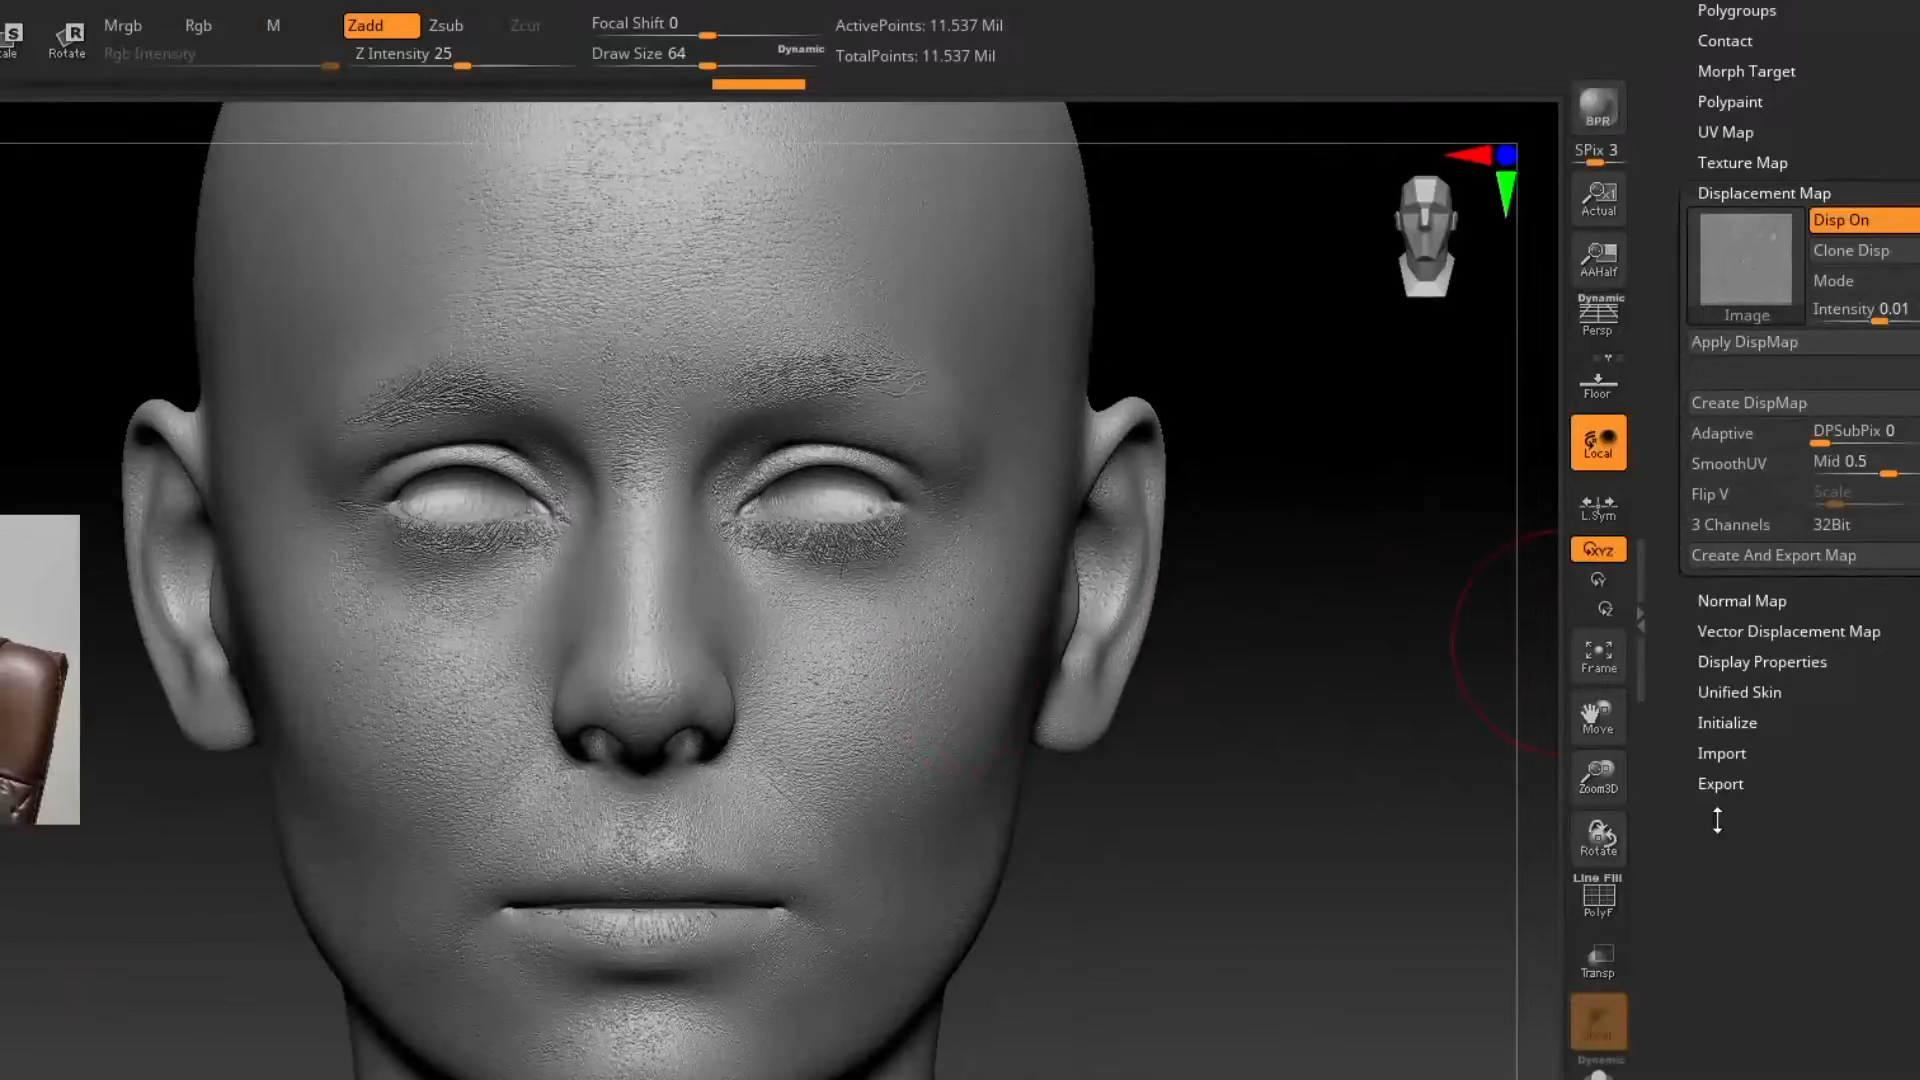 S
cale
R
Rotate
Mrgb
Rgb
M
Rgb Intensity
Zadd
Zsub
Zcut
Z Intensity 25
Focal Shift 0
Draw Size 64
Dynamic
ActivePoints: 11.537 Mil
TotalPoints: 11.537 Mil
BPR
SPix 3
x1
Actual
AAHalf
Dynamic
Persp
Floor
Local
L.Sym
XYZ
Y
Z
Frame
Move
Zoom3D
Rotate
Line Fill
PolyF
Transp
Dynamic
Polygroups
Contact
Morph Target
Polypaint
UV Map
Texture Map
Displacement Map
Image
Disp On
Clone Disp
Mode
Intensity 0.01
Apply DispMap
Create DispMap
Adaptive
DPSubPix 0
SmoothUV
Mid 0.5
Flip V
Scale
3 Channels
32Bit
Create And Export Map
Normal Map
Vector Displacement Map
Display Properties
Unified Skin
Initialize
Import
Export